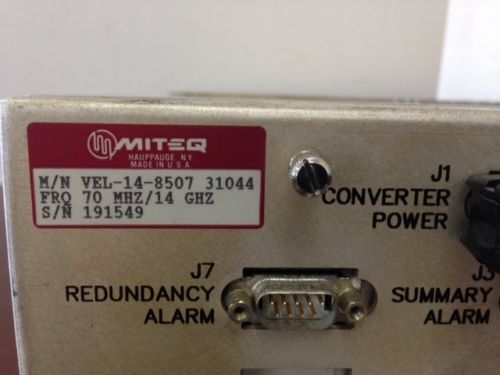 MITEQ
HAUPPAUGE N.Y.
MADE IN U.S.A
M/N VEL-14-8507 31044
FRQ 70 MHZ/14 GHZ
S/N 191549
J1
CONVERTER
POWER
J7
REDUNDANCY
ALARM
J3
SUMMARY
ALARM